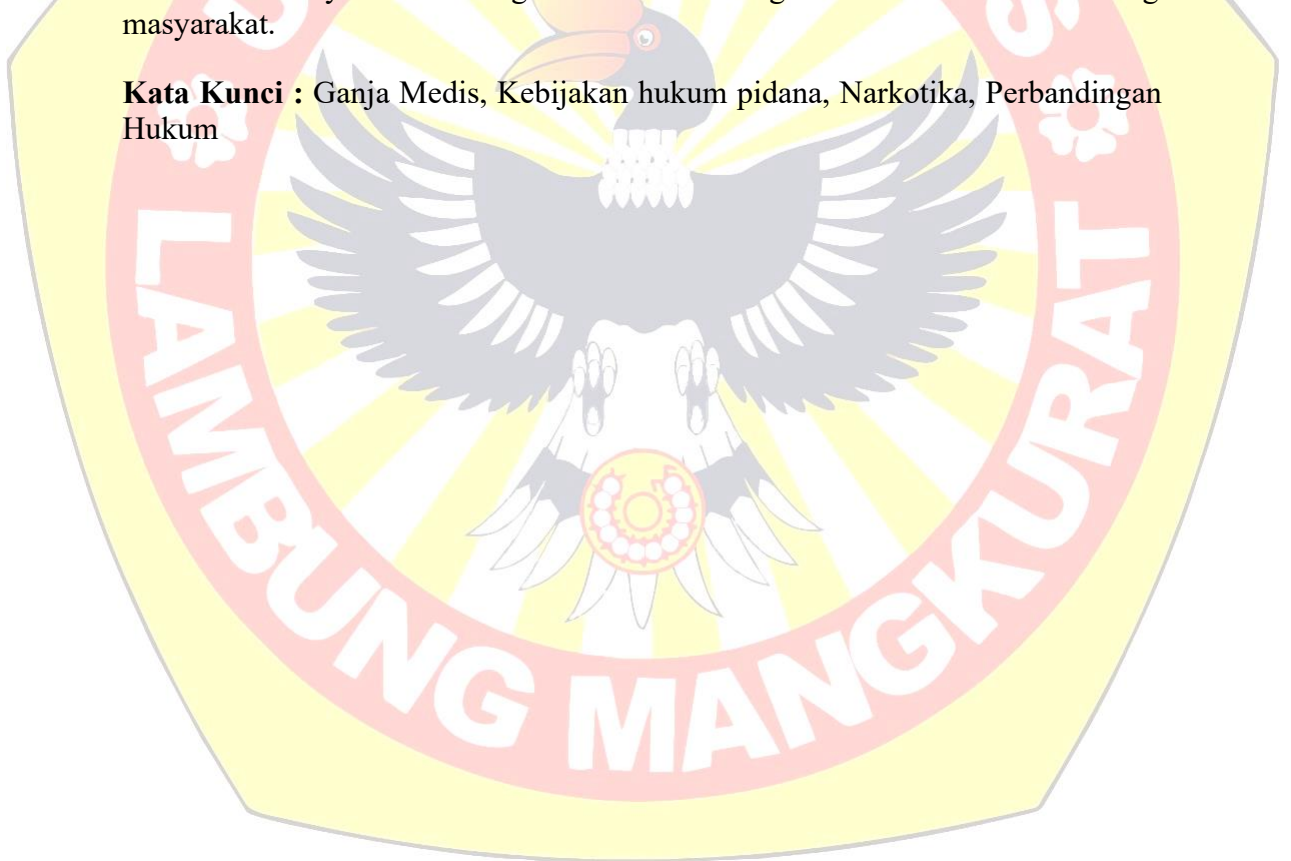 masyarakat.
Kata Kunci : Ganja Medis, Kebijakan hukum pidana, Narkotika, Perbandingan
Hukum
LAMBUNG MANGKURAT